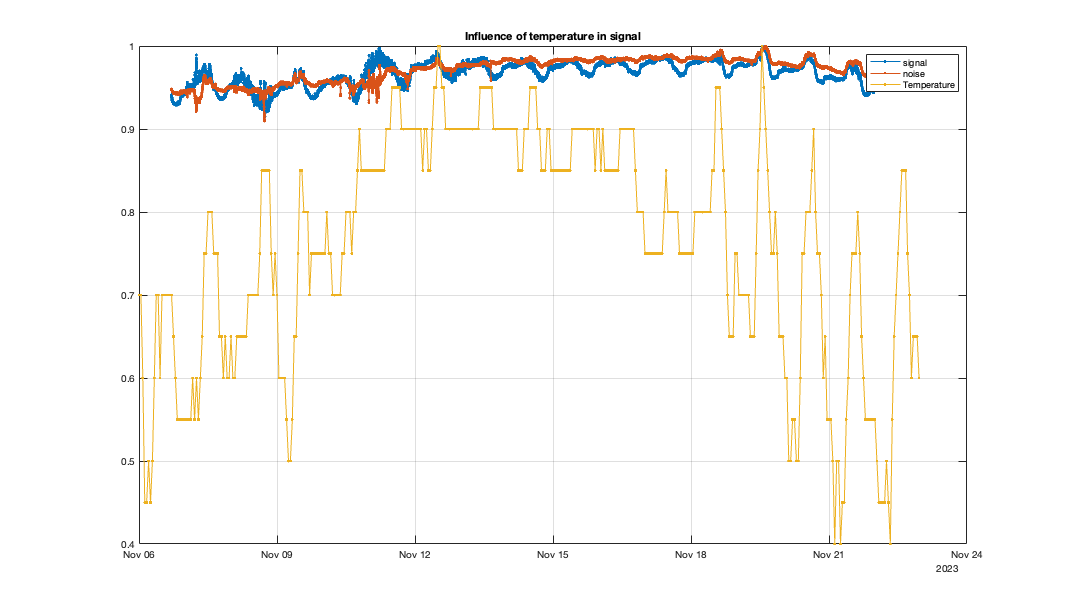 Influence of temperature in signal
1
signal
noise
Temperature
0.9
0.8
0.7
0.6
0.5
0.4
Nov 06 Nov 09 Nov 12 Nov 15 Nov 18 Nov 21 Nov 24
2023